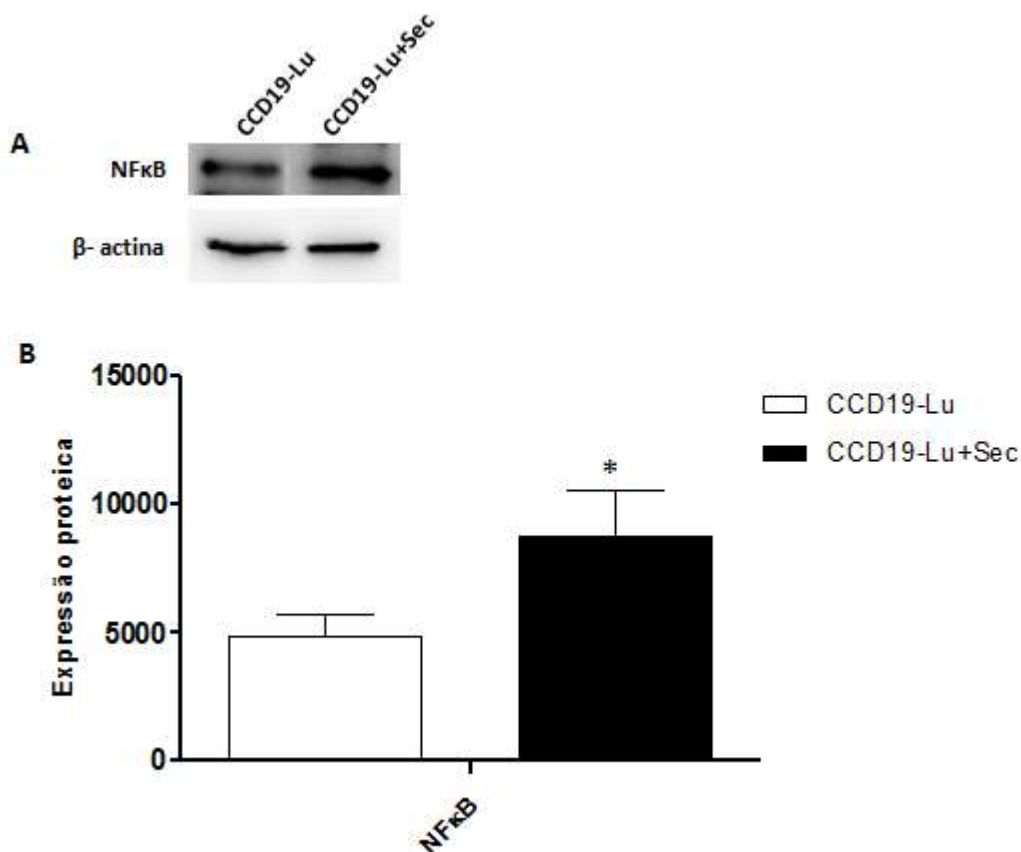 CCD19-Lu
CCD19-Lu+Sec
A
NFκB
β- actina
B
15000
10000
5000
0
Expressão proteica
*
CCD19-Lu
CCD19-Lu+Sec
NFκB